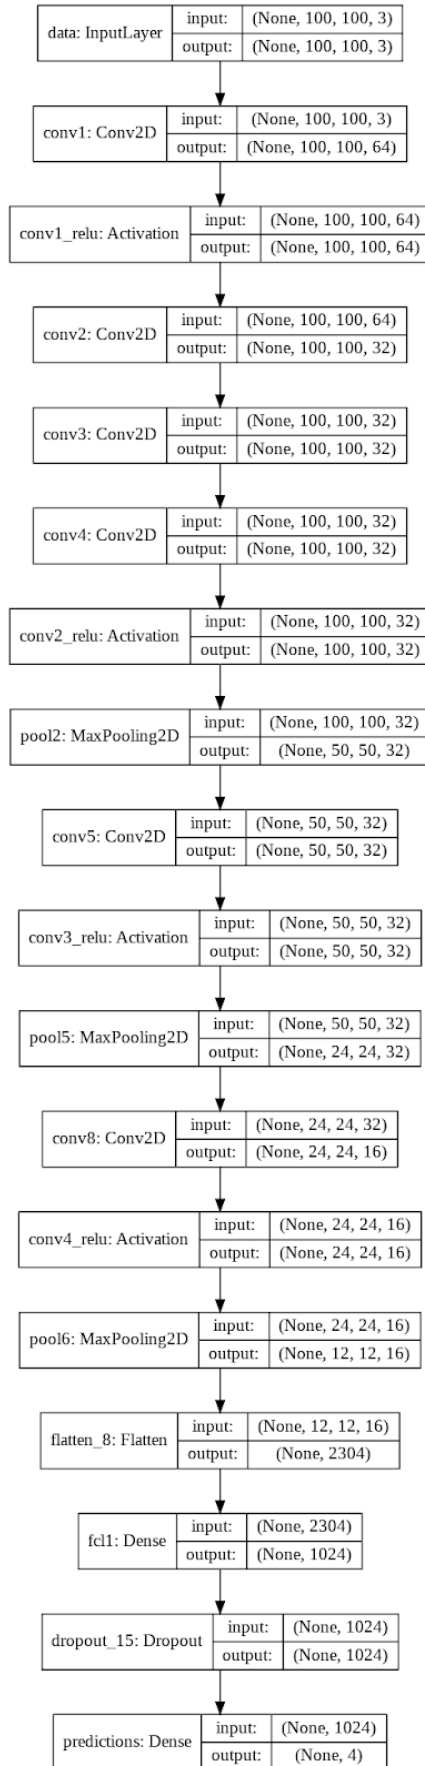 data: InputLayer input: (None, 100, 100, 3)
output: (None, 100, 100, 3)
conv1: Conv2D input: (None, 100, 100, 3)
output: (None, 100, 100, 64)
conv1_relu: Activation input: (None, 100, 100, 64)
output: (None, 100, 100, 64)
conv2: Conv2D input: (None, 100, 100, 64)
output: (None, 100, 100, 32)
conv3: Conv2D input: (None, 100, 100, 32)
output: (None, 100, 100, 32)
conv4: Conv2D input: (None, 100, 100, 32)
output: (None, 100, 100, 32)
conv2_relu: Activation input: (None, 100, 100, 32)
output: (None, 100, 100, 32)
pool2: MaxPooling2D input: (None, 100, 100, 32)
output: (None, 50, 50, 32)
conv5: Conv2D input: (None, 50, 50, 32)
output: (None, 50, 50, 32)
conv3_relu: Activation input: (None, 50, 50, 32)
output: (None, 50, 50, 32)
pool5: MaxPooling2D input: (None, 50, 50, 32)
output: (None, 24, 24, 32)
conv8: Conv2D input: (None, 24, 24, 32)
output: (None, 24, 24, 16)
conv4_relu: Activation input: (None, 24, 24, 16)
output: (None, 24, 24, 16)
pool6: MaxPooling2D input: (None, 24, 24, 16)
output: (None, 12, 12, 16)
flatten_8: Flatten input: (None, 12, 12, 16)
output: (None, 2304)
fcl1: Dense input: (None, 2304)
output: (None, 1024)
dropout_15: Dropout input: (None, 1024)
output: (None, 1024)
predictions: Dense input: (None, 1024)
output: (None, 4)